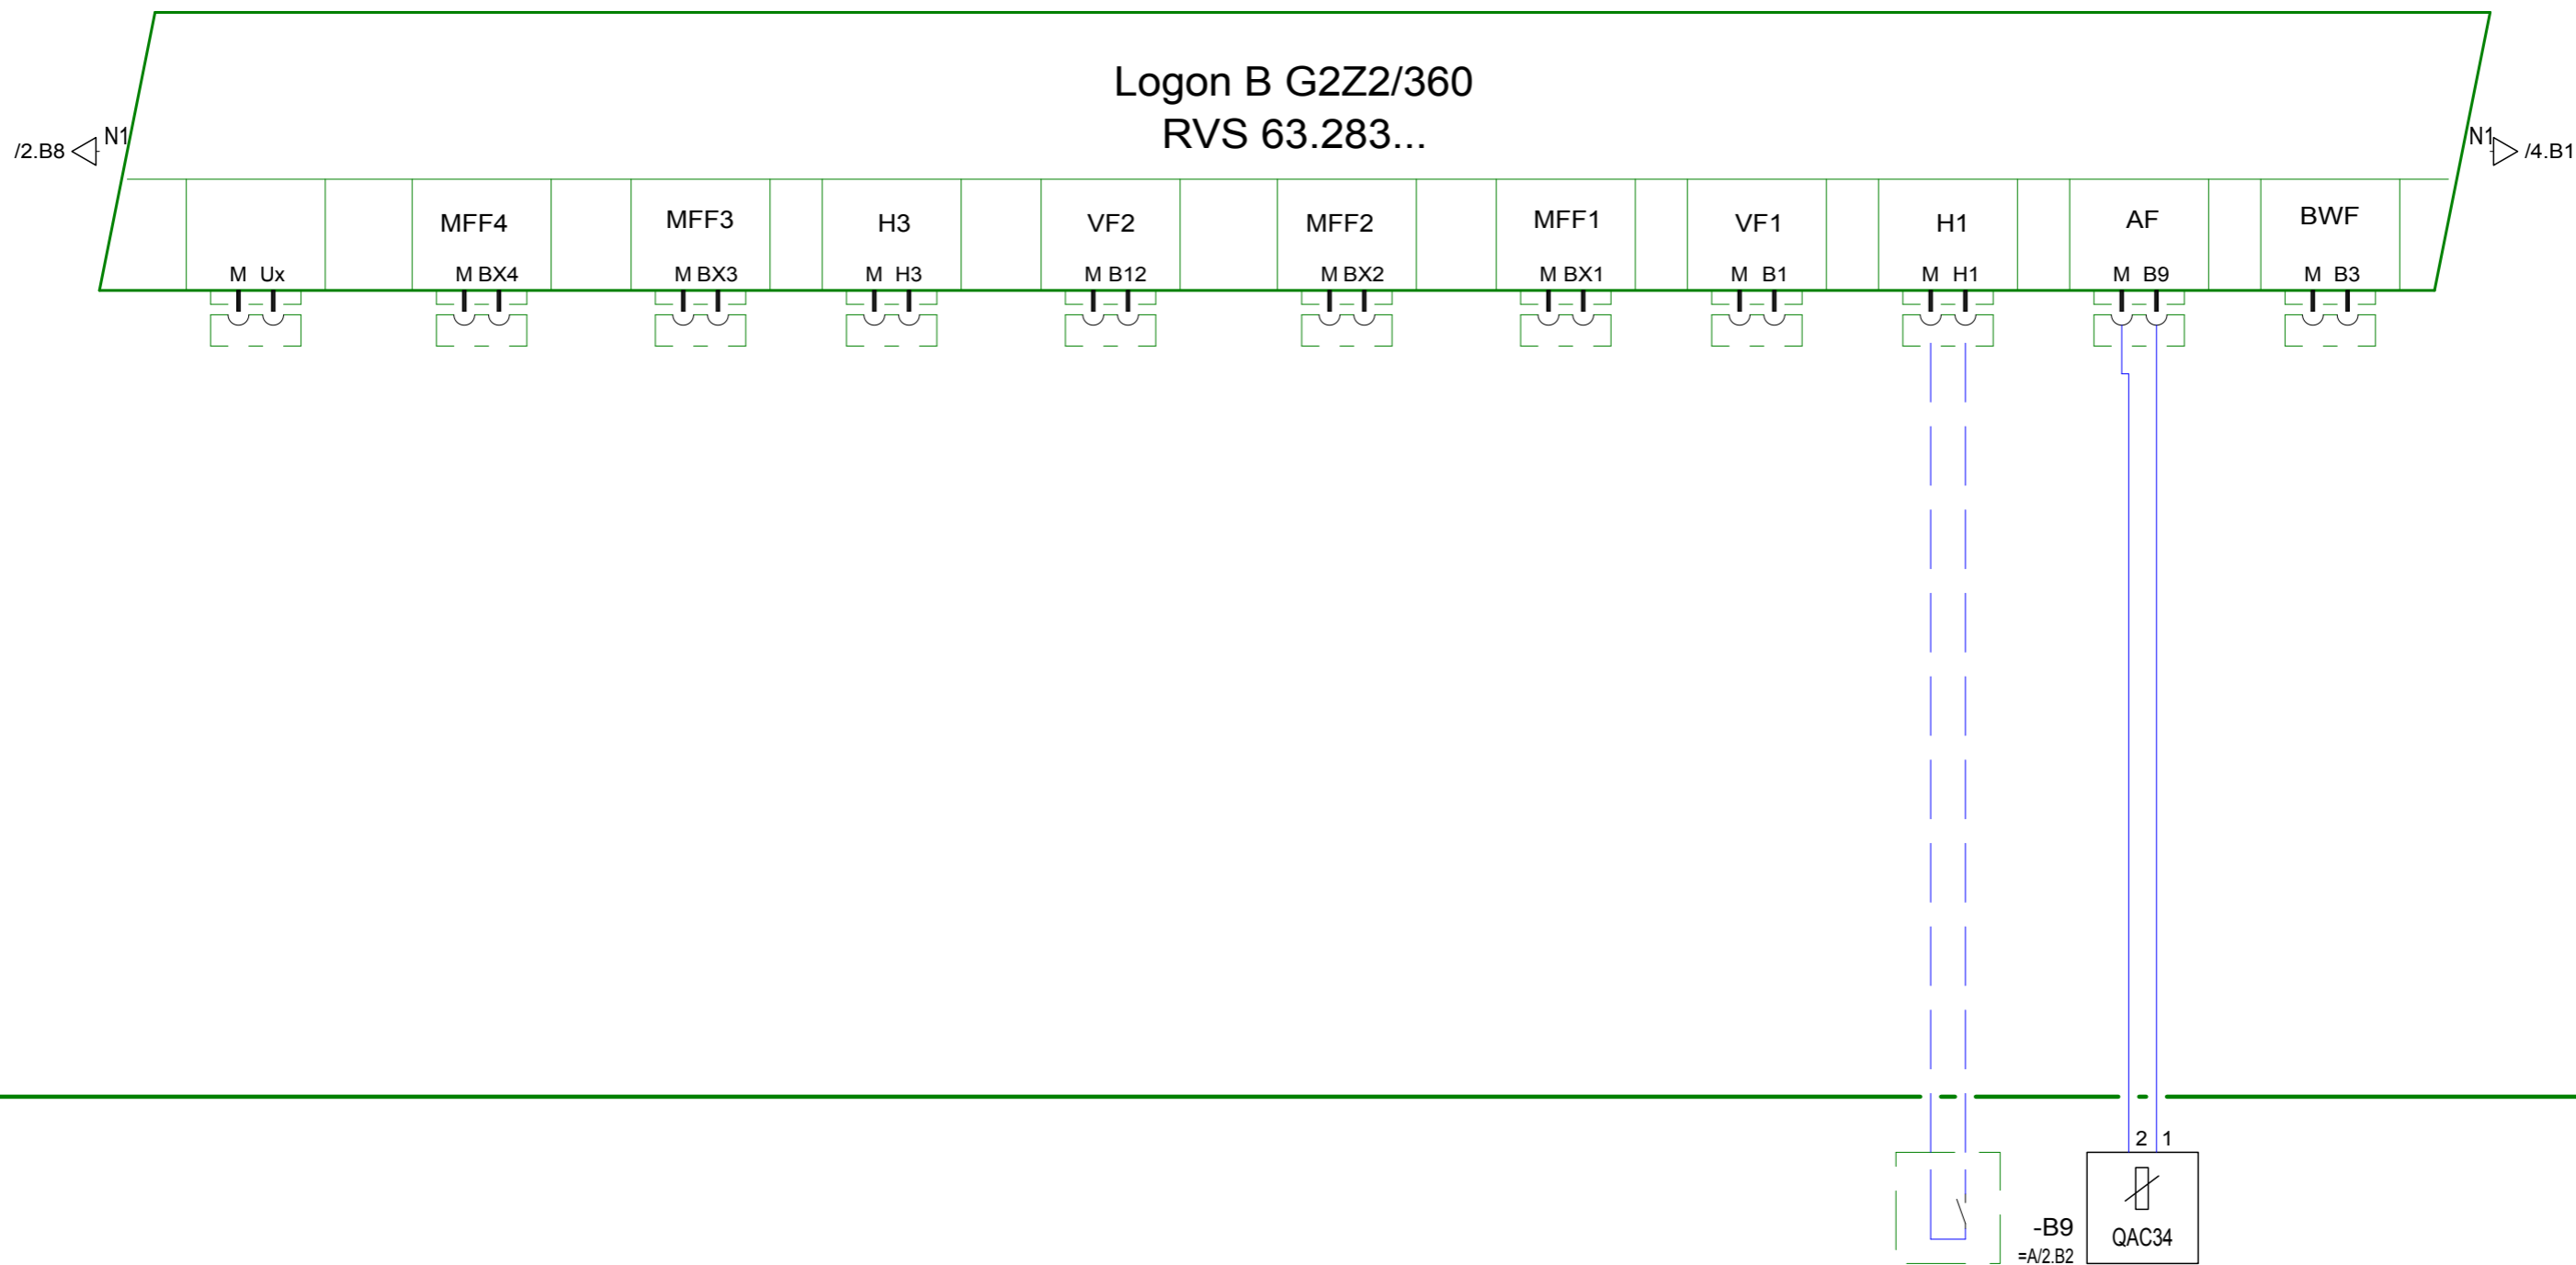 Logon B G2Z2/360
RVS 63.283...
/2.B8 N1
N1 /4.B1
MFF4 MFF3 H3 VF2 MFF2 MFF1 VF1 H1 AF BWF
M Ux M BX4 M BX3 M H3 M B12 M BX2 M BX1 M B1 M H1 M B9 M B3
2 1
-B9
QAC34
=A/2.B2